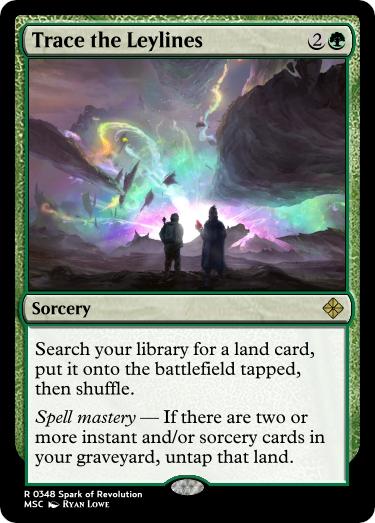 Trace the Leylines 2
Sorcery
Search your library for a land card,
put it onto the battlefield tapped,
then shuffle.
Spell mastery — If there are two or
more instant and/or sorcery cards in
your graveyard, untap that land.
R 0348 Spark of Revolution
MSC Ryan Lowe